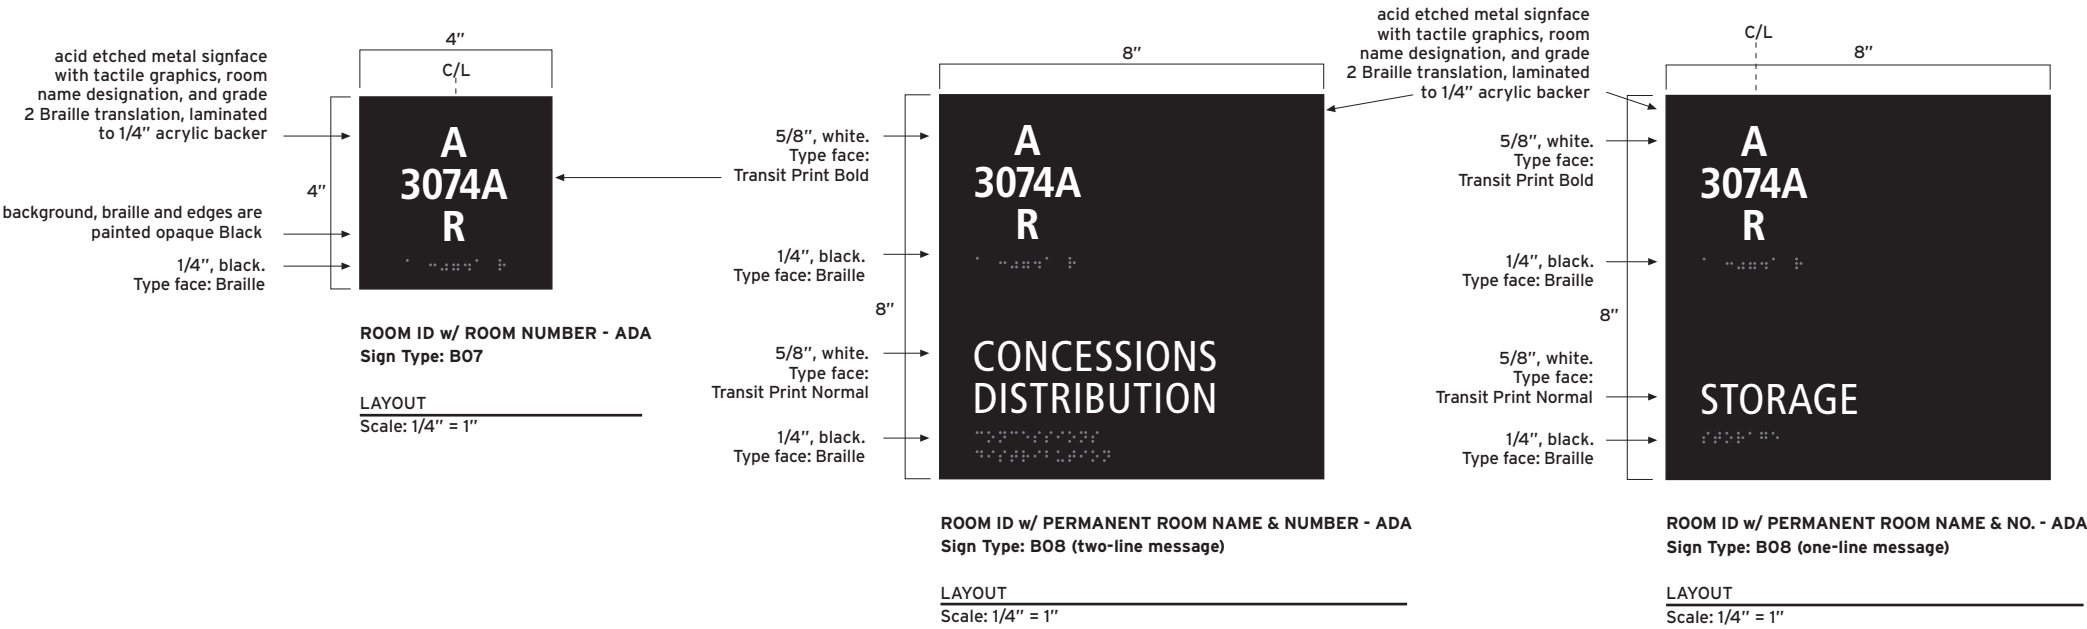 acid etched metal signface
with tactile graphics, room
name designation, and grade
2 Braille translation, laminated
to 1/4" acrylic backer
background, braille and edges are
painted opaque Black
1/4", black.
Type face: Braille
4"
C/L
4"
A
3074A
R
ROOM ID w/ ROOM NUMBER - ADA
Sign Type: B07
LAYOUT
Scale: 1/4" = 1"
5/8", white.
Type face:
Transit Print Bold
1/4", black.
Type face: Braille
8"
5/8", white.
Type face:
Transit Print Normal
1/4", black.
Type face: Braille
8"
A
3074A
R
CONCESSIONS
DISTRIBUTION
ROOM ID w/ PERMANENT ROOM NAME & NUMBER - ADA
Sign Type: B08 (two-line message)
LAYOUT
Scale: 1/4" = 1"
acid etched metal signface
with tactile graphics, room
name designation, and grade
2 Braille translation, laminated
to 1/4" acrylic backer
5/8", white.
Type face:
Transit Print Bold
1/4", black.
Type face: Braille
8"
5/8", white.
Type face:
Transit Print Normal
1/4", black.
Type face: Braille
C/L
8"
A
3074A
R
STORAGE
ROOM ID w/ PERMANENT ROOM NAME & NO. - ADA
Sign Type: B08 (one-line message)
LAYOUT
Scale: 1/4" = 1"